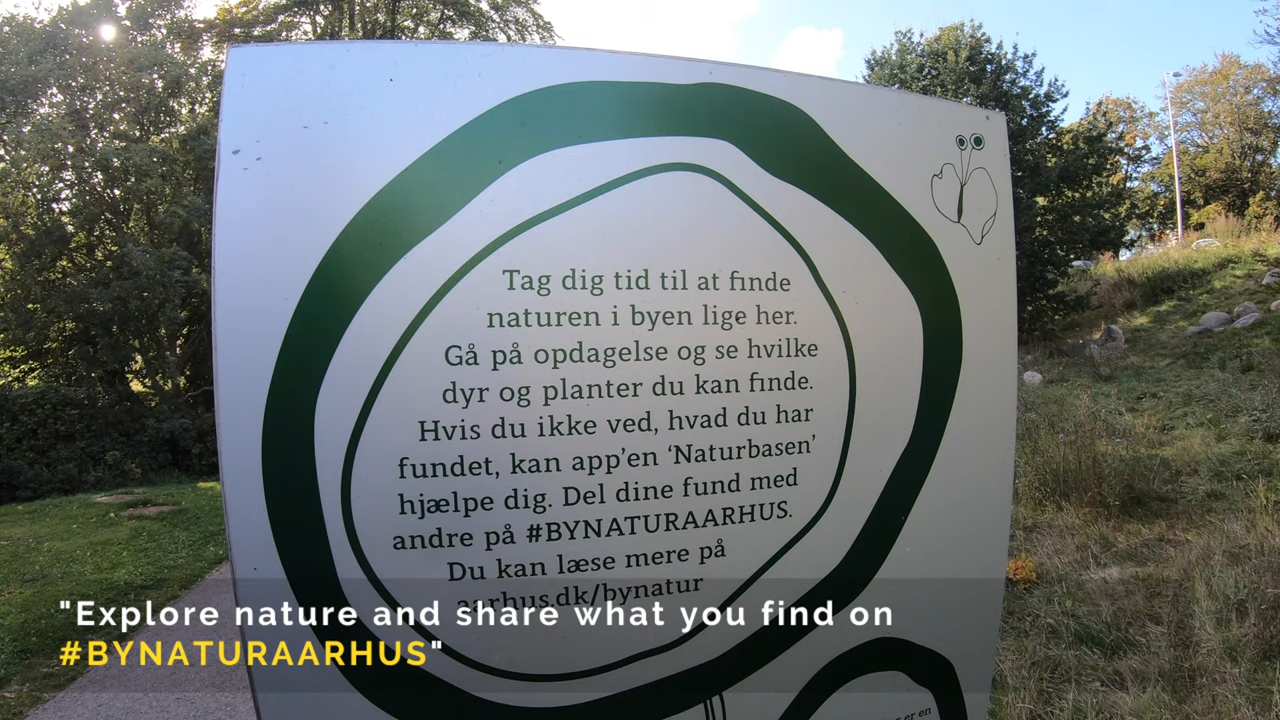 Tag dig tid til at finde
naturen i byen lige her.
Gå på opdagelse og se hvilke
dyr og planter du kan finde.
Hvis du ikke ved, hvad du har
fundet, kan app'en ‘Naturbasen’
hjælpe dig. Del dine fund med
andre på #BYNATURAARHUS.
Du kan læse mere på
aarhus.dk/bynatur
"Explore nature and share what you find on
#BYNATURAARHUS"
er en